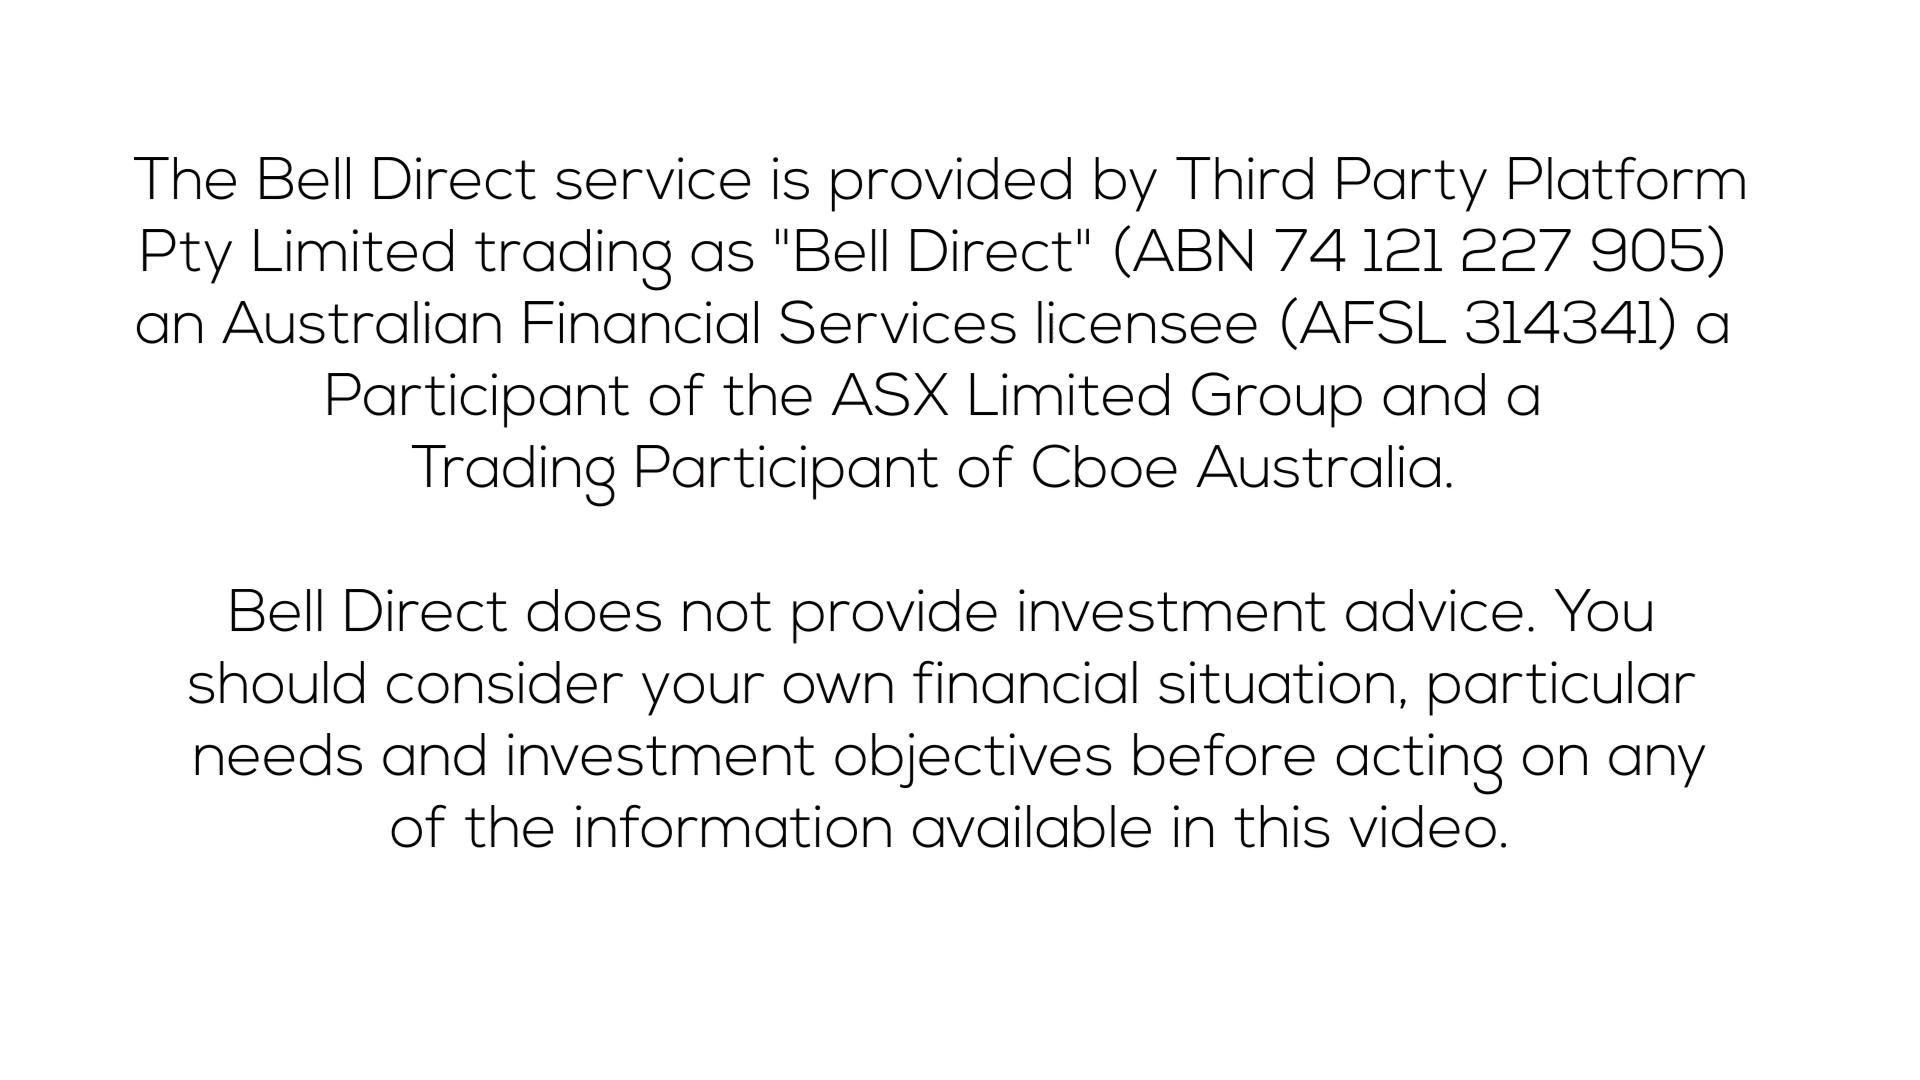 The Bell Direct service is provided by Third Party Platform
Pty Limited trading as "Bell Direct" (ABN 74 121 227 905)
an Australian Financial Services licensee (AFSL 314341) a
Participant of the ASX Limited Group and a
Trading Participant of Cboe Australia.
Bell Direct does not provide investment advice. You
should consider your own financial situation, particular
needs and investment objectives before acting on any
of the information available in this video.